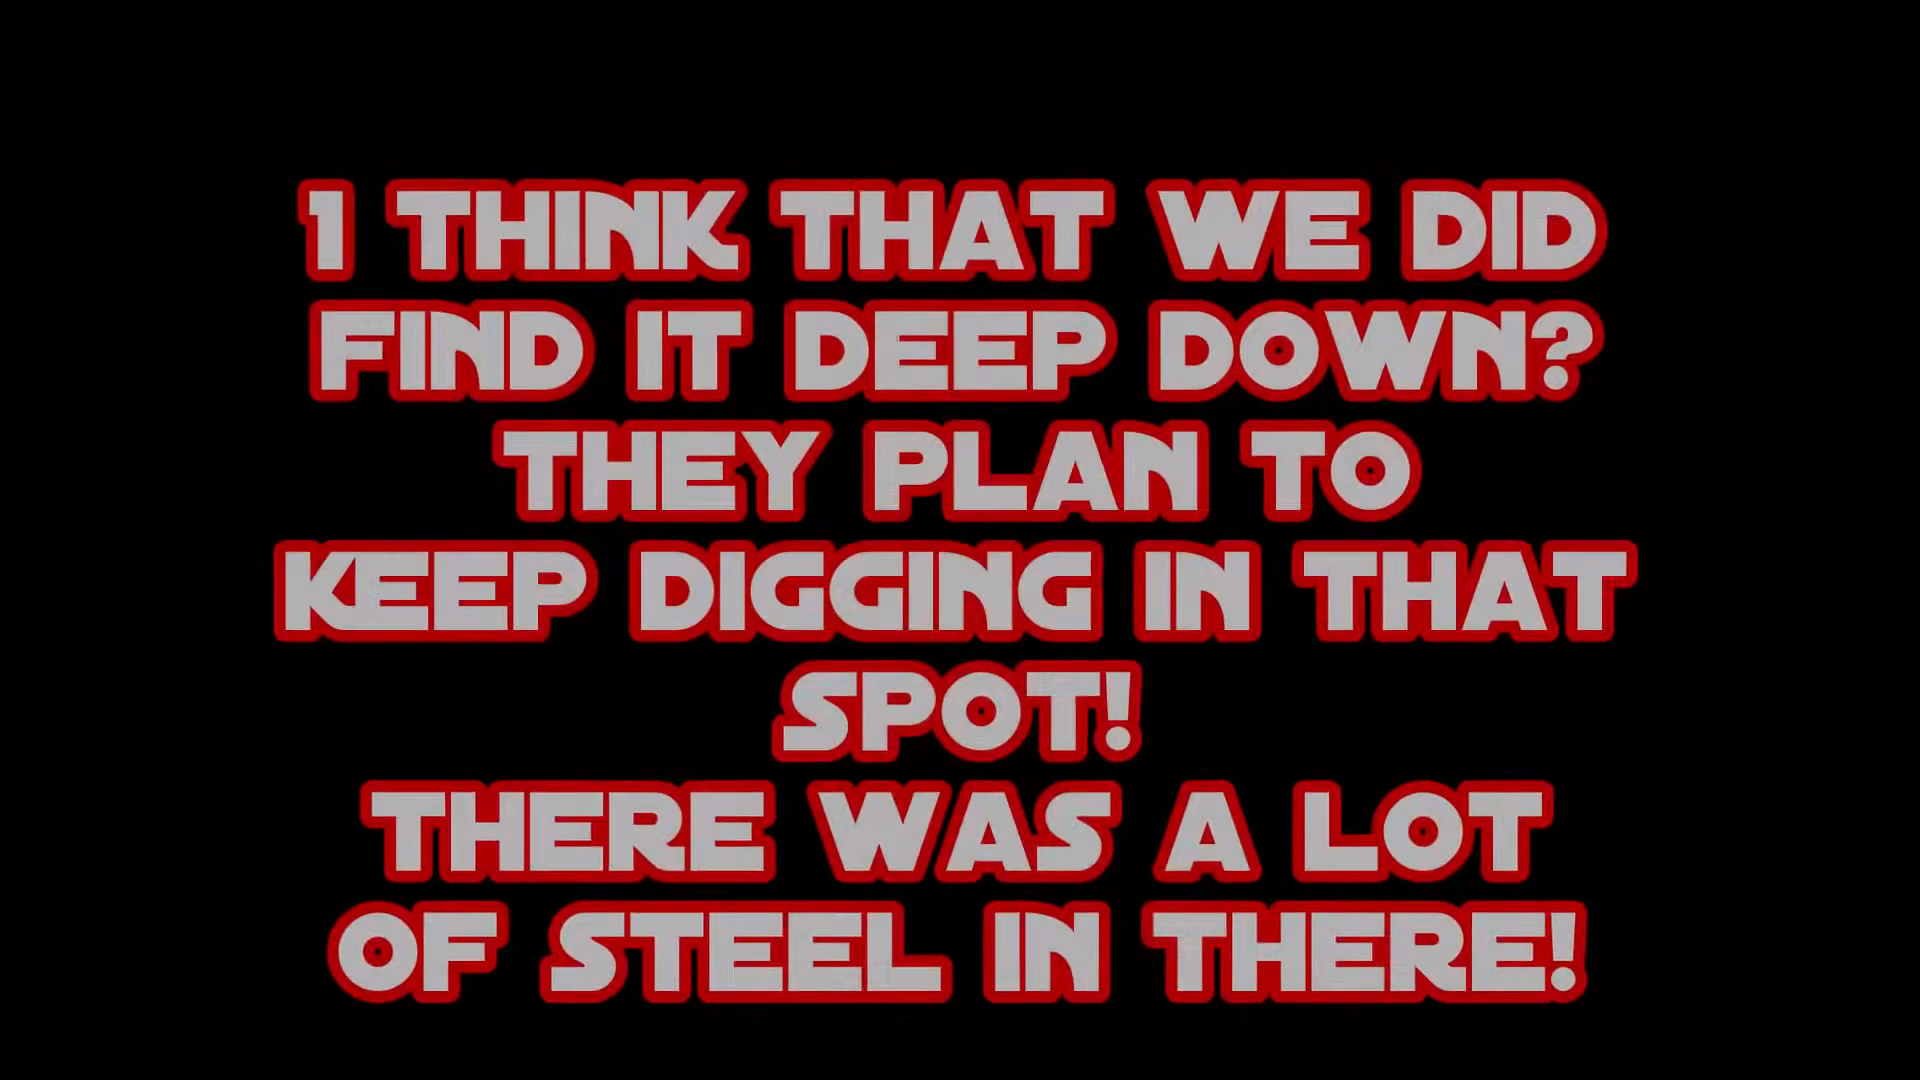 I THINK THAT WE DID
FIND IT DEEP DOWN?
THEY PLAN TO
KEEP DIGGING IN THAT
SPOT!
THERE WAS A LOT
OF STEEL IN THERE!